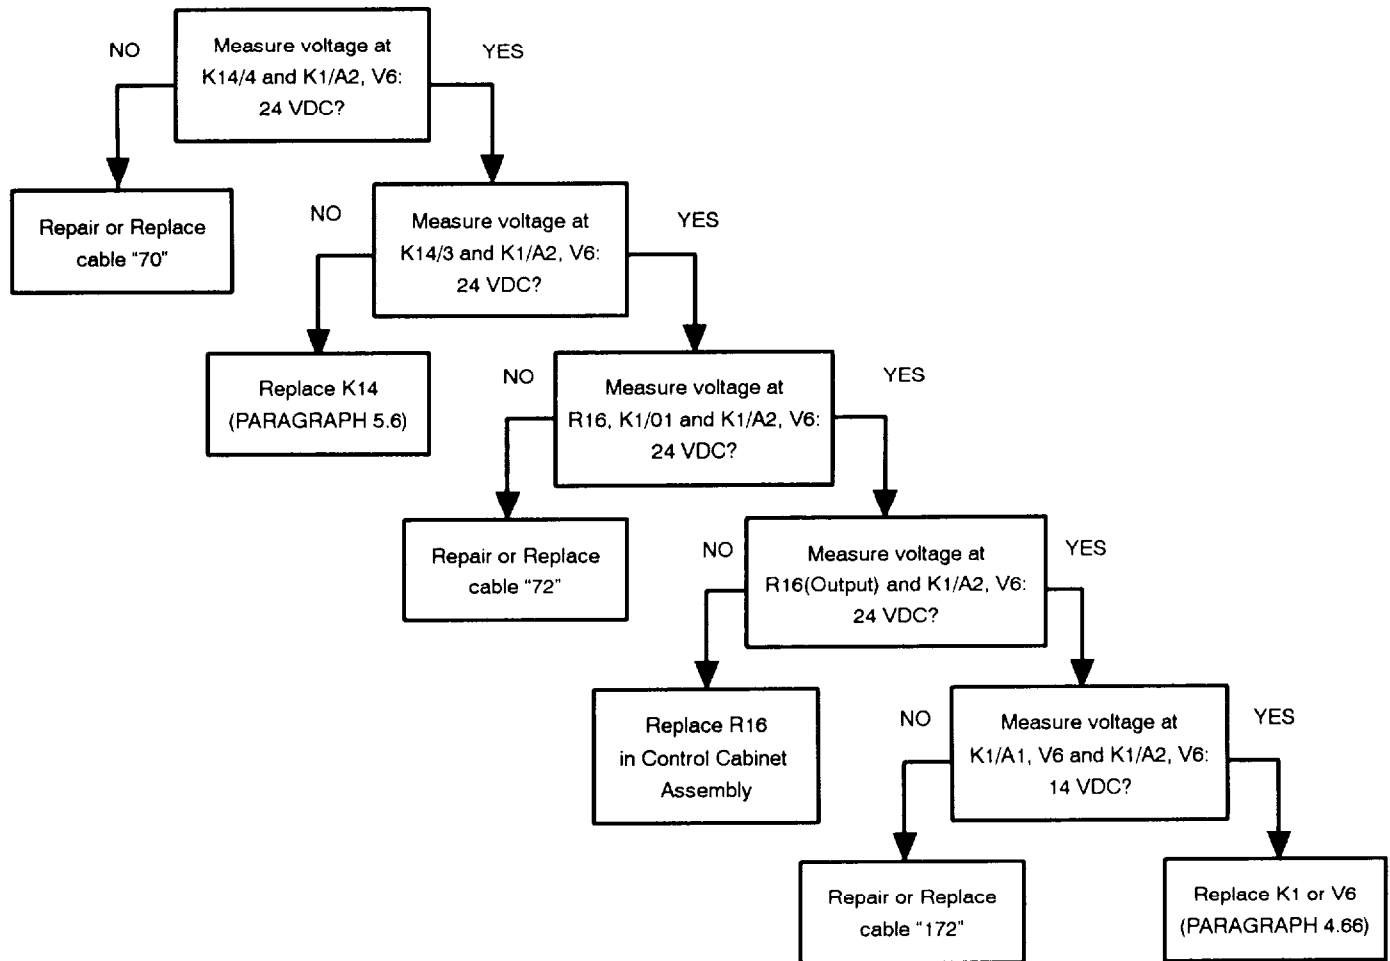 NO
Measure voltage at
K14/4 and K1/A2, V6:
24 VDC?
YES
Repair or Replace
cable "70"
NO
Measure voltage at
K14/3 and K1/A2, V6:
24 VDC?
YES
Replace K14
(PARAGRAPH 5.6)
NO
Measure voltage at
R16, K1/01 and K1/A2, V6:
24 VDC?
YES
Repair or Replace
cable "72"
NO
Measure voltage at
R16(Output) and K1/A2, V6:
24 VDC?
YES
Replace R16
in Control Cabinet
Assembly
NO
Measure voltage at
K1/A1, V6 and K1/A2, V6:
14 VDC?
YES
Repair or Replace
cable "172"
Replace K1 or V6
(PARAGRAPH 4.66)